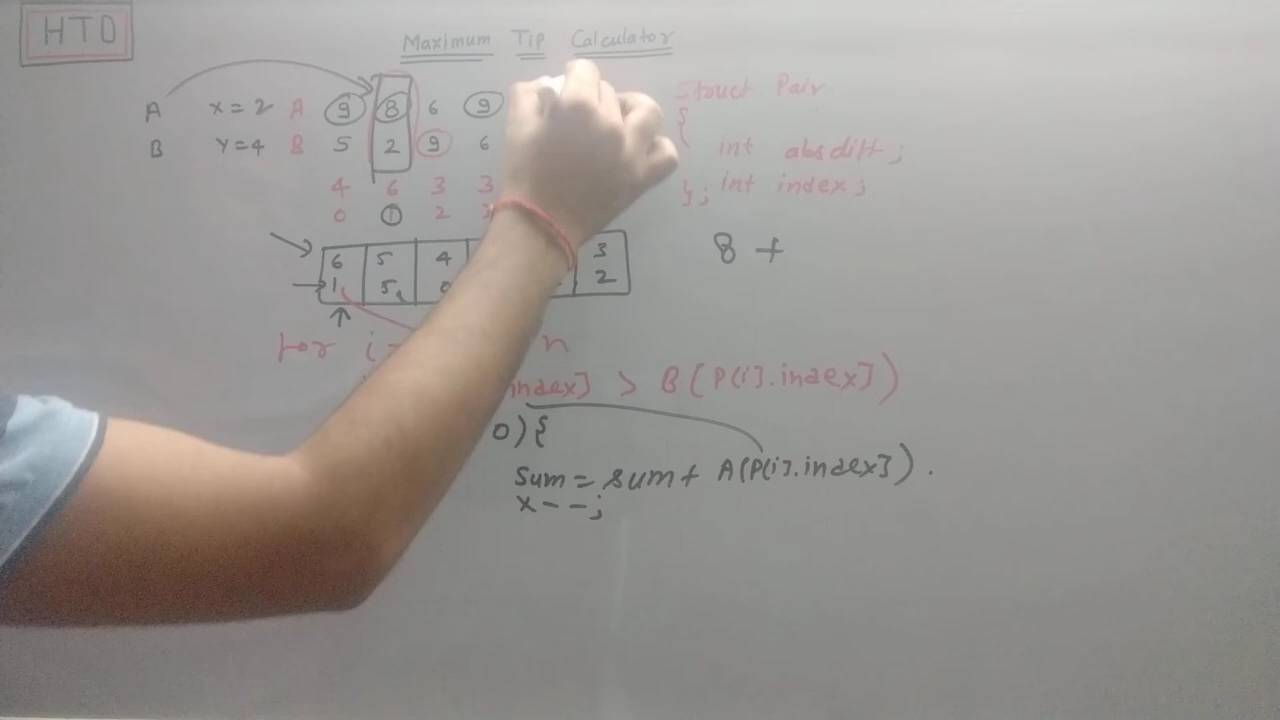 HTD
Maximum Tip Calculator
A X=2 A 9 8 6 9
B Y=4 B 5 2 9 6
4 6 3 3
0 1 2 3
6 5 4 3
1 5 0 2
Struct Pair
{
int absdiff;
}; int index;
8 +
for i n
index] > B[P[i].index])
0){
Sum = sum + A[P[i].index]).
X--;